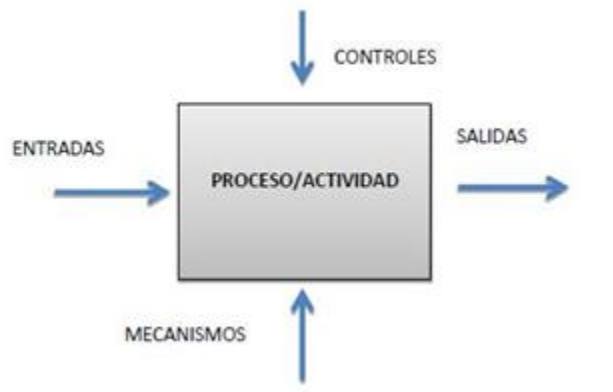 CONTROLES
ENTRADAS
SALIDAS
PROCESO/ACTIVIDAD
MECANISMOS